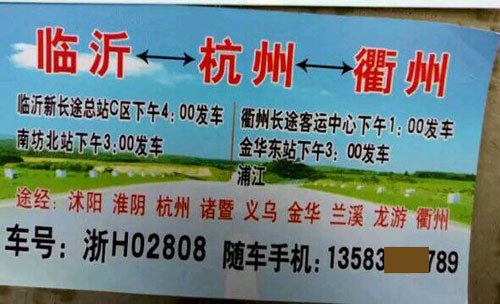 临沂←→杭州←→衢州
临沂新长途总站C区下午4：00发车
南坊北站下午3：00发车
衢州长途客运中心下午1：00发车
金华东站下午3：00发车
浦江
途经：沭阳 淮阴 杭州 诸暨 义乌 金华 兰溪 龙游 衢州
车号：浙H02808 随车手机：13583 789